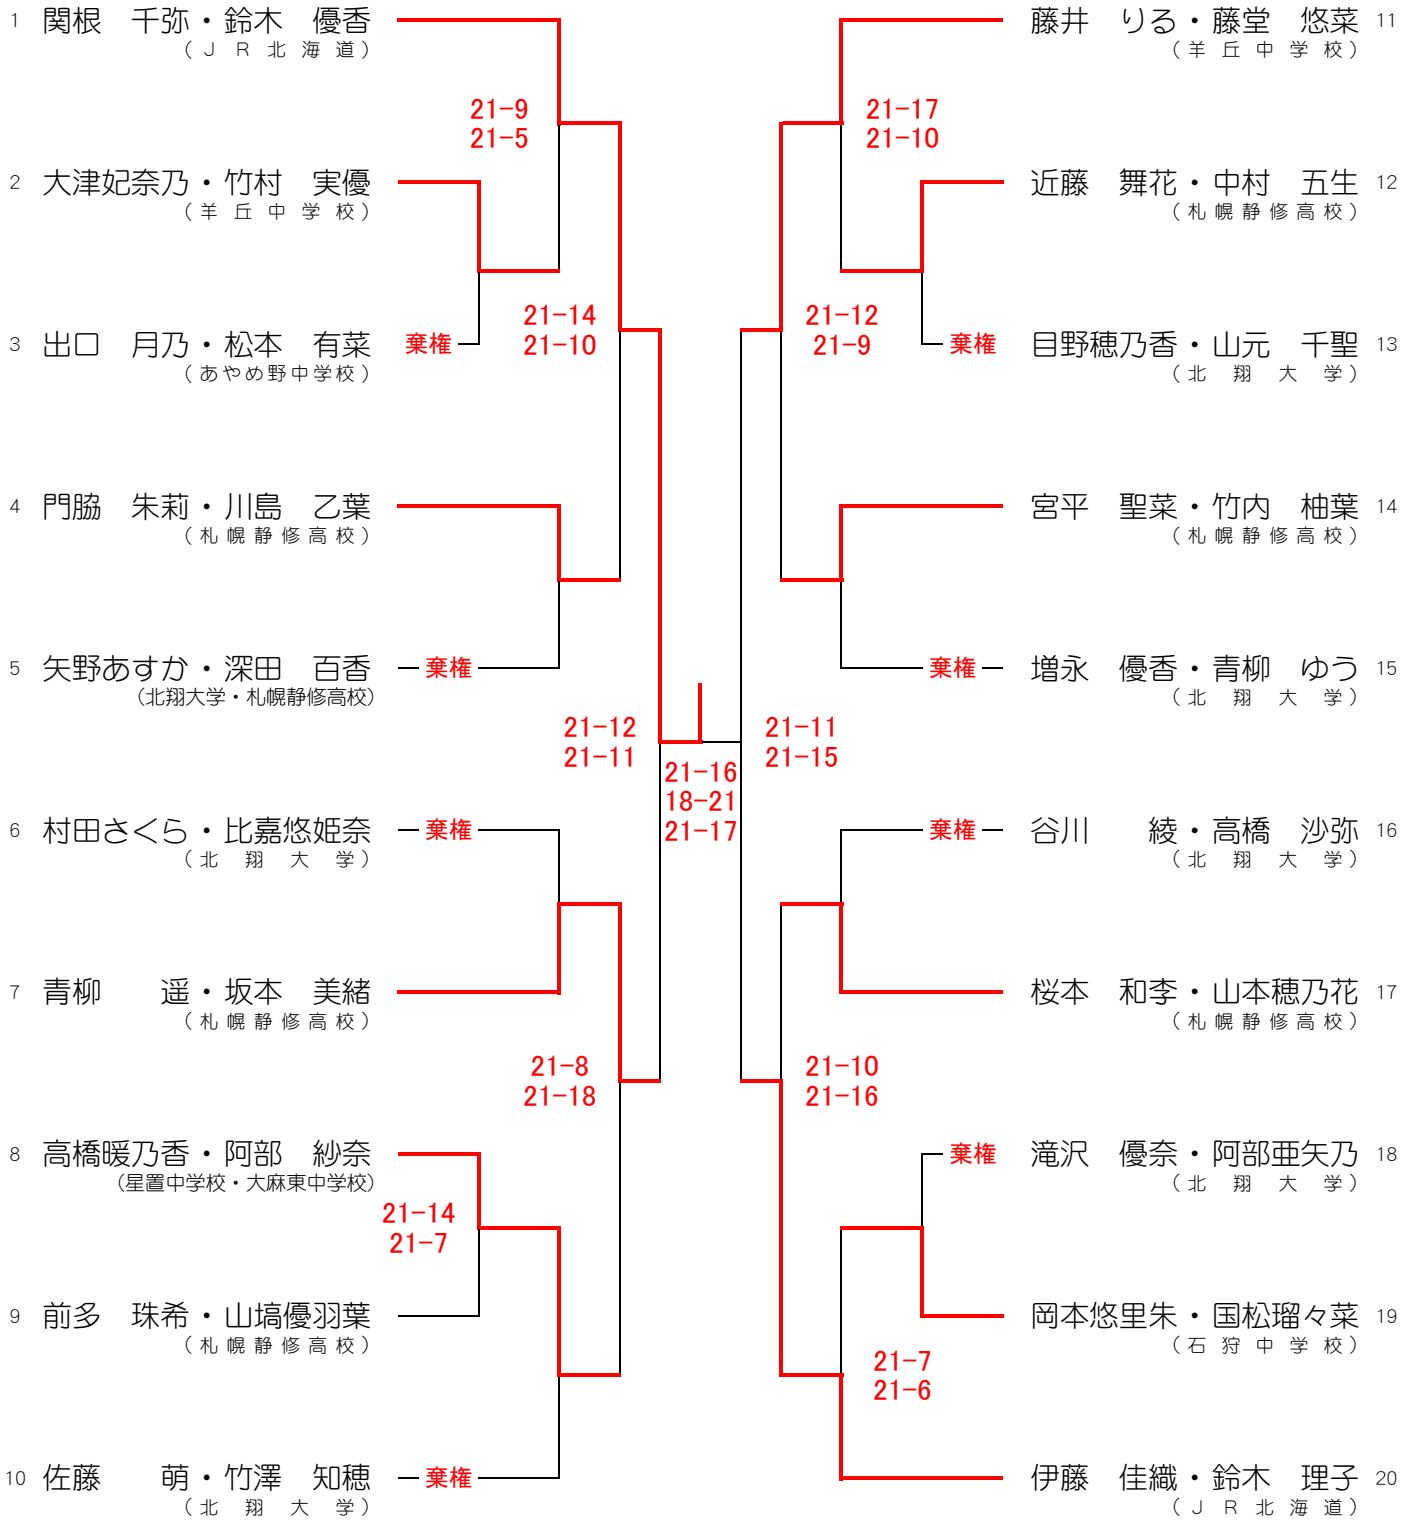 1 関根　千弥・鈴木　優香
（ＪＲ北海道）
21-9
21-5
2 大津妃奈乃・竹村　実優
（羊丘中学校）
3 出口　月乃・松本　有菜 棄権
（あやめ野中学校）
21-14
21-10
4 門脇　朱莉・川島　乙葉
（札幌静修高校）
5 矢野あすか・深田　百香 棄権
（北翔大学・札幌静修高校）
21-12
21-11
6 村田さくら・比嘉悠姫奈 棄権
（北翔大学）
7 青柳　遥・坂本　美緒
（札幌静修高校）
21-8
21-18
8 高橋暖乃香・阿部　紗奈
（星置中学校・大麻東中学校）
21-14
21-7
9 前多　珠希・山塙優羽葉
（札幌静修高校）
10 佐藤　萌・竹澤　知穂 棄権
（北翔大学）
21-16
18-21
21-17
藤井　りる・藤堂　悠菜 11
（羊丘中学校）
21-17
21-10
近藤　舞花・中村　五生 12
（札幌静修高校）
21-12
21-9
棄権 目野穂乃香・山元　千聖 13
（北翔大学）
宮平　聖菜・竹内　柚葉 14
（札幌静修高校）
棄権 増永　優香・青柳　ゆう 15
（北翔大学）
21-11
21-15
棄権 谷川　綾・高橋　沙弥 16
（北翔大学）
桜本　和李・山本穂乃花 17
（札幌静修高校）
21-10
21-16
棄権 滝沢　優奈・阿部亜矢乃 18
（北翔大学）
岡本悠里朱・国松瑠々菜 19
（石狩中学校）
21-7
21-6
伊藤　佳織・鈴木　理子 20
（ＪＲ北海道）